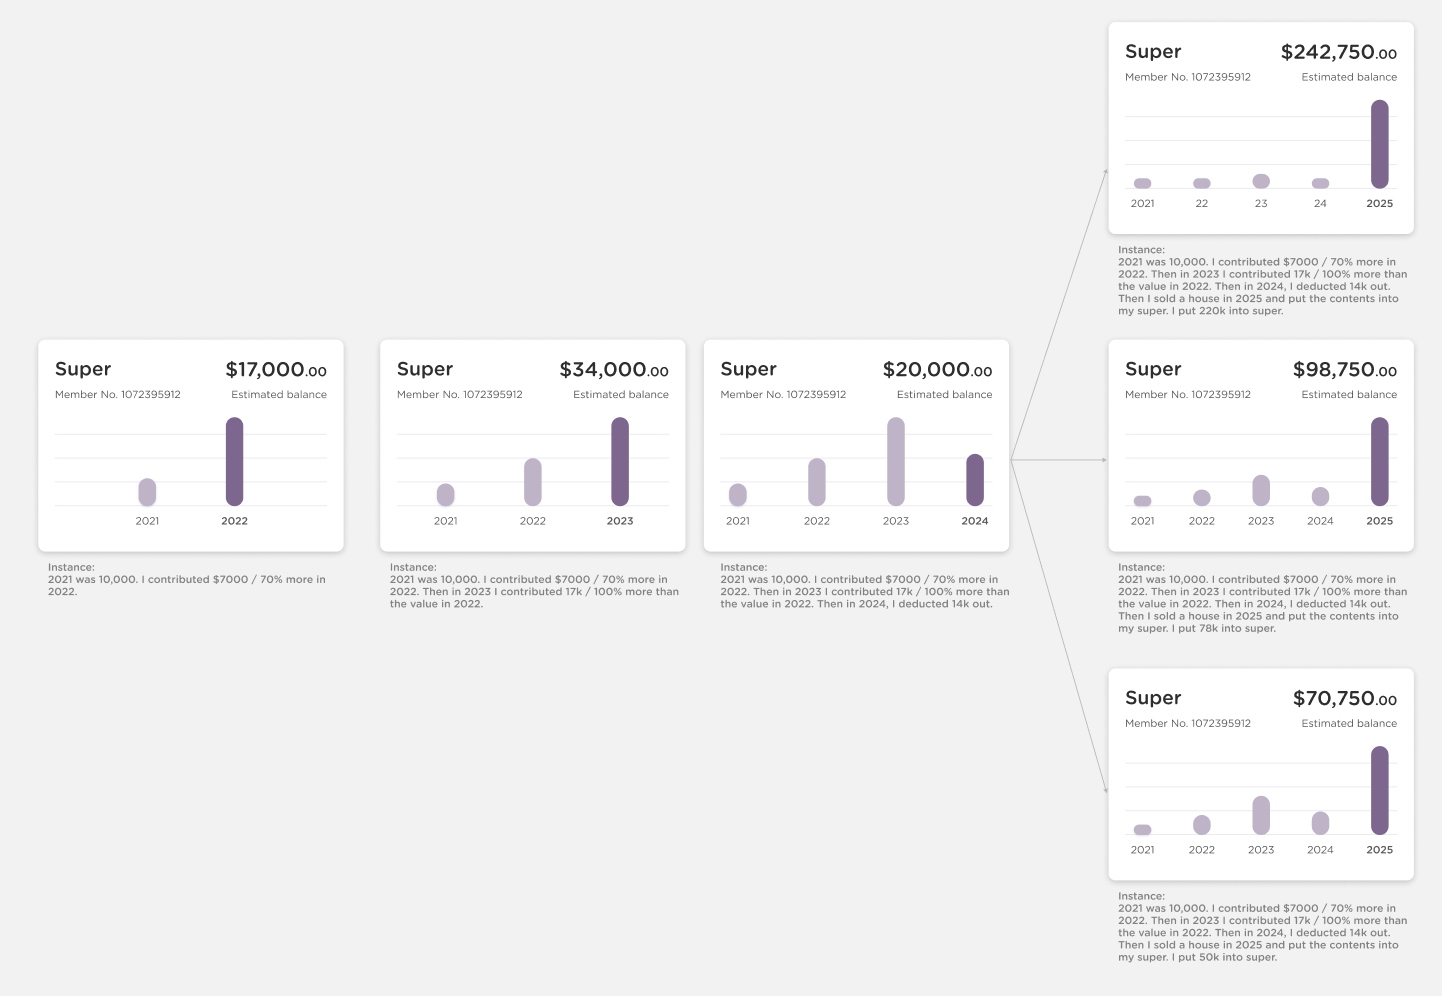 Super $242,750.00
Member No. 1072395912 Estimated balance
2021 22 23 24 2025
Instance:
2021 was 10,000. I contributed $7000 / 70% more in
2022. Then in 2023 I contributed 17k / 100% more than
the value in 2022. Then in 2024, I deducted 14k out.
Then I sold a house in 2025 and put the contents into
my super. I put 220k into super.
Super $17,000.00
Member No. 1072395912 Estimated balance
2021 2022
Instance:
2021 was 10,000. I contributed $7000 / 70% more in
2022.
Super $34,000.00
Member No. 1072395912 Estimated balance
2021 2022 2023
Instance:
2021 was 10,000. I contributed $7000 / 70% more in
2022. Then in 2023 I contributed 17k / 100% more than
the value in 2022.
Super $20,000.00
Member No. 1072395912 Estimated balance
2021 2022 2023 2024
Instance:
2021 was 10,000. I contributed $7000 / 70% more in
2022. Then in 2023 I contributed 17k / 100% more than
the value in 2022. Then in 2024, I deducted 14k out.
Super $98,750.00
Member No. 1072395912 Estimated balance
2021 2022 2023 2024 2025
Instance:
2021 was 10,000. I contributed $7000 / 70% more in
2022. Then in 2023 I contributed 17k / 100% more than
the value in 2022. Then in 2024, I deducted 14k out.
Then I sold a house in 2025 and put the contents into
my super. I put 78k into super.
Super $70,750.00
Member No. 1072395912 Estimated balance
2021 2022 2023 2024 2025
Instance:
2021 was 10,000. I contributed $7000 / 70% more in
2022. Then in 2023 I contributed 17k / 100% more than
the value in 2022. Then in 2024, I deducted 14k out.
Then I sold a house in 2025 and put the contents into
my super. I put 50k into super.